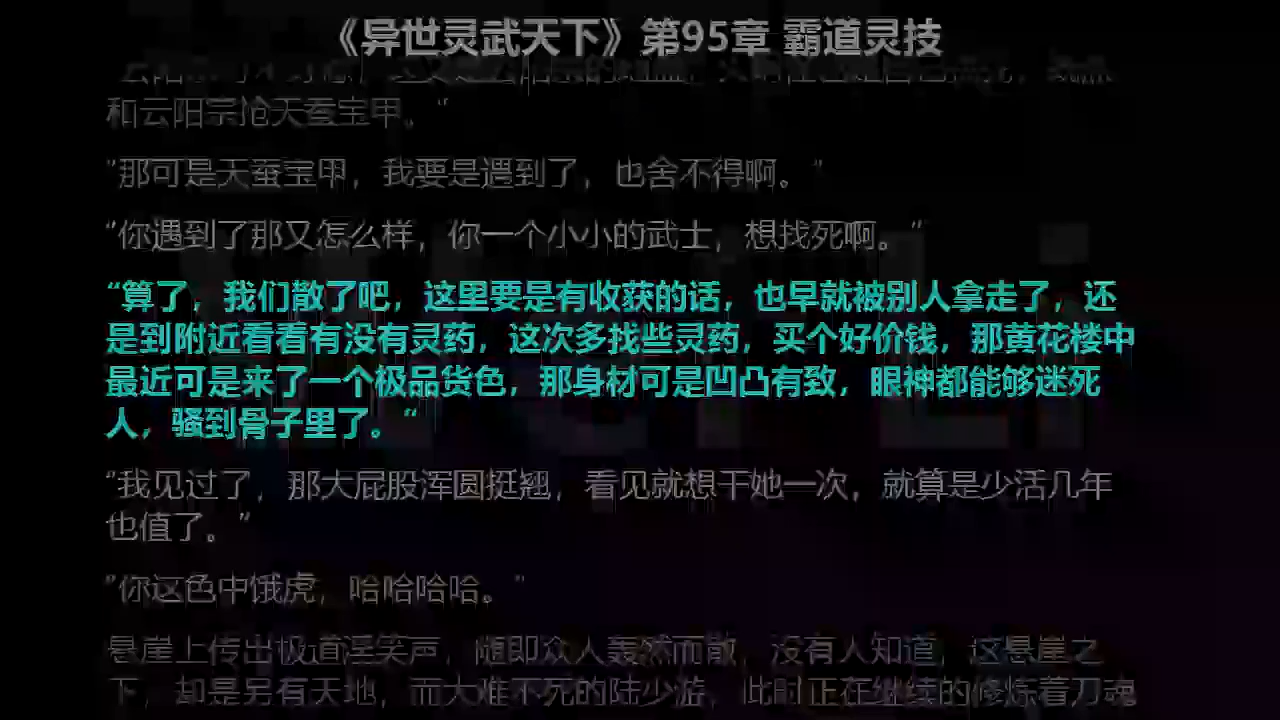 《异世灵武天下》第95章 霸道灵技
和云阳宗抢天蚕宝甲。“
“那可是天蚕宝甲，我要是遇到了，也舍不得啊。“
“你遇到了那又怎么样，你一个小小的武士，想找死啊。“
“算了，我们散了吧，这里要是有收获的话，也早就被别人拿走了，还
是到附近看看有没有灵药，这次多找些灵药，买个好价钱，那黄花楼中
最近可是来了一个极品货色，那身材可是凹凸有致，眼神都能够迷死
人，骚到骨子里了。“
“我见过了，那大屁股浑圆挺翘，看见就想干她一次，就算是少活几年
也值了。”
“你这色中饿虎，哈哈哈哈。“
悬崖上传出极道淫笑声，随即众人轰然而散，没有人知道，这悬崖之
下，却是另有天地，而大难不死的陆少游，此时正在继续的修炼着刀魂